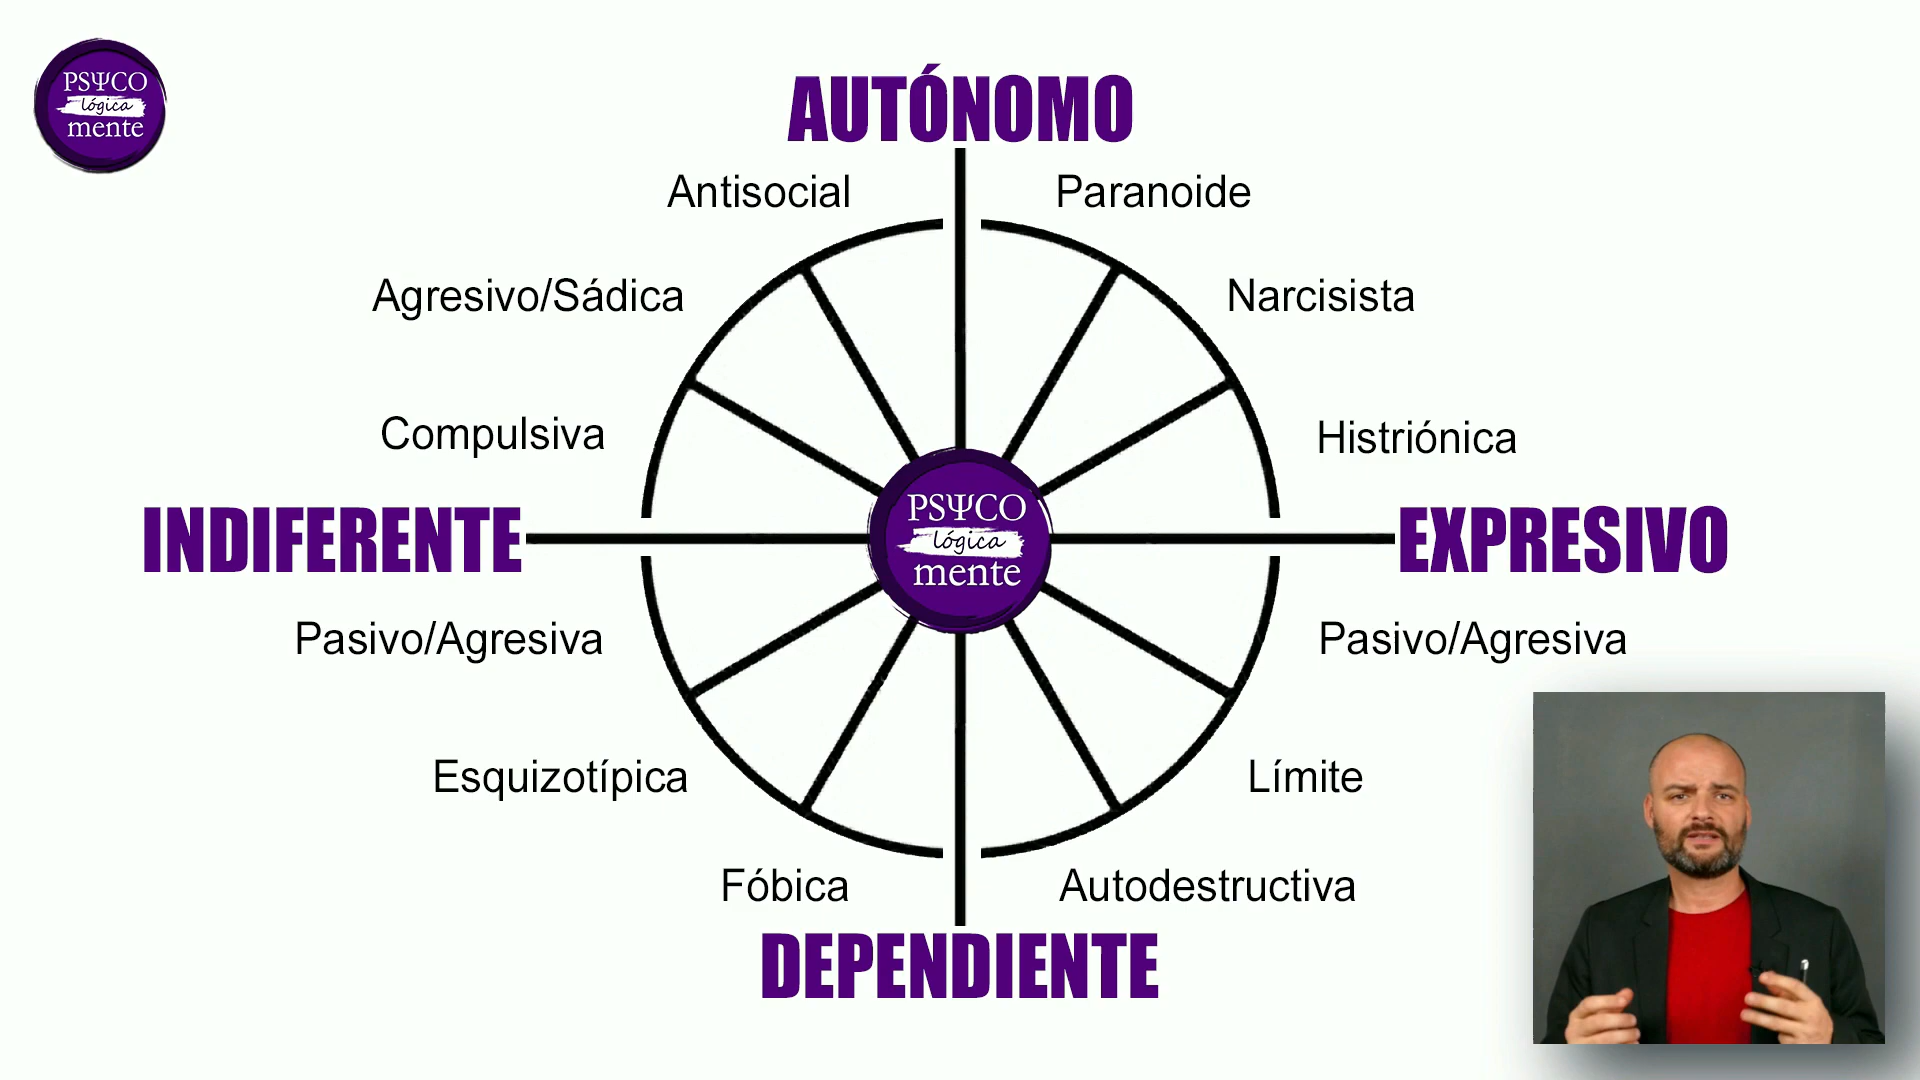 PSΨCO
lógica
mente
AUTÓNOMO
Antisocial
Paranoide
Agresivo/Sádica
Narcisista
Compulsiva
Histriónica
INDIFERENTE
PSΨCO
lógica
mente
EXPRESIVO
Pasivo/Agresiva
Pasivo/Agresiva
Esquizotípica
Límite
Fóbica
Autodestructiva
DEPENDIENTE